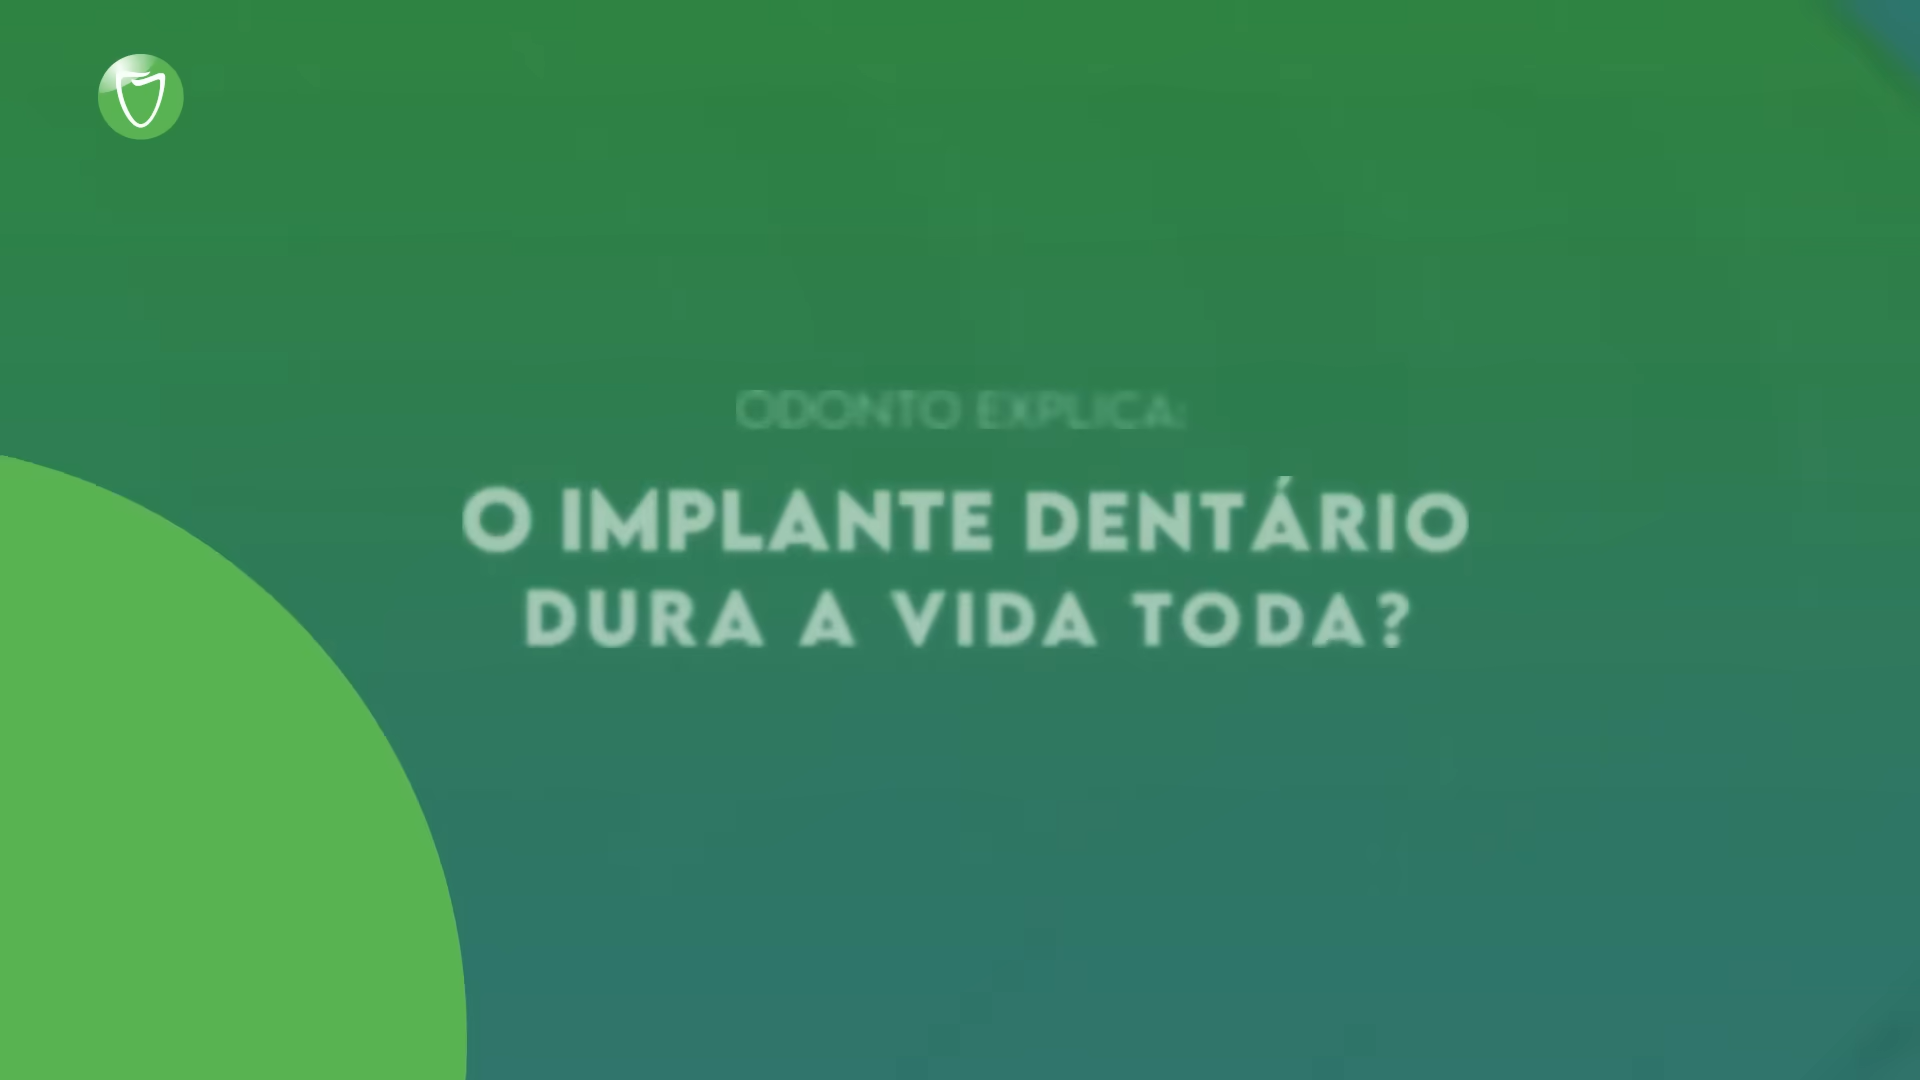 ODONTO EXPLICA:
O IMPLANTE DENTÁRIO
DURA A VIDA TODA?